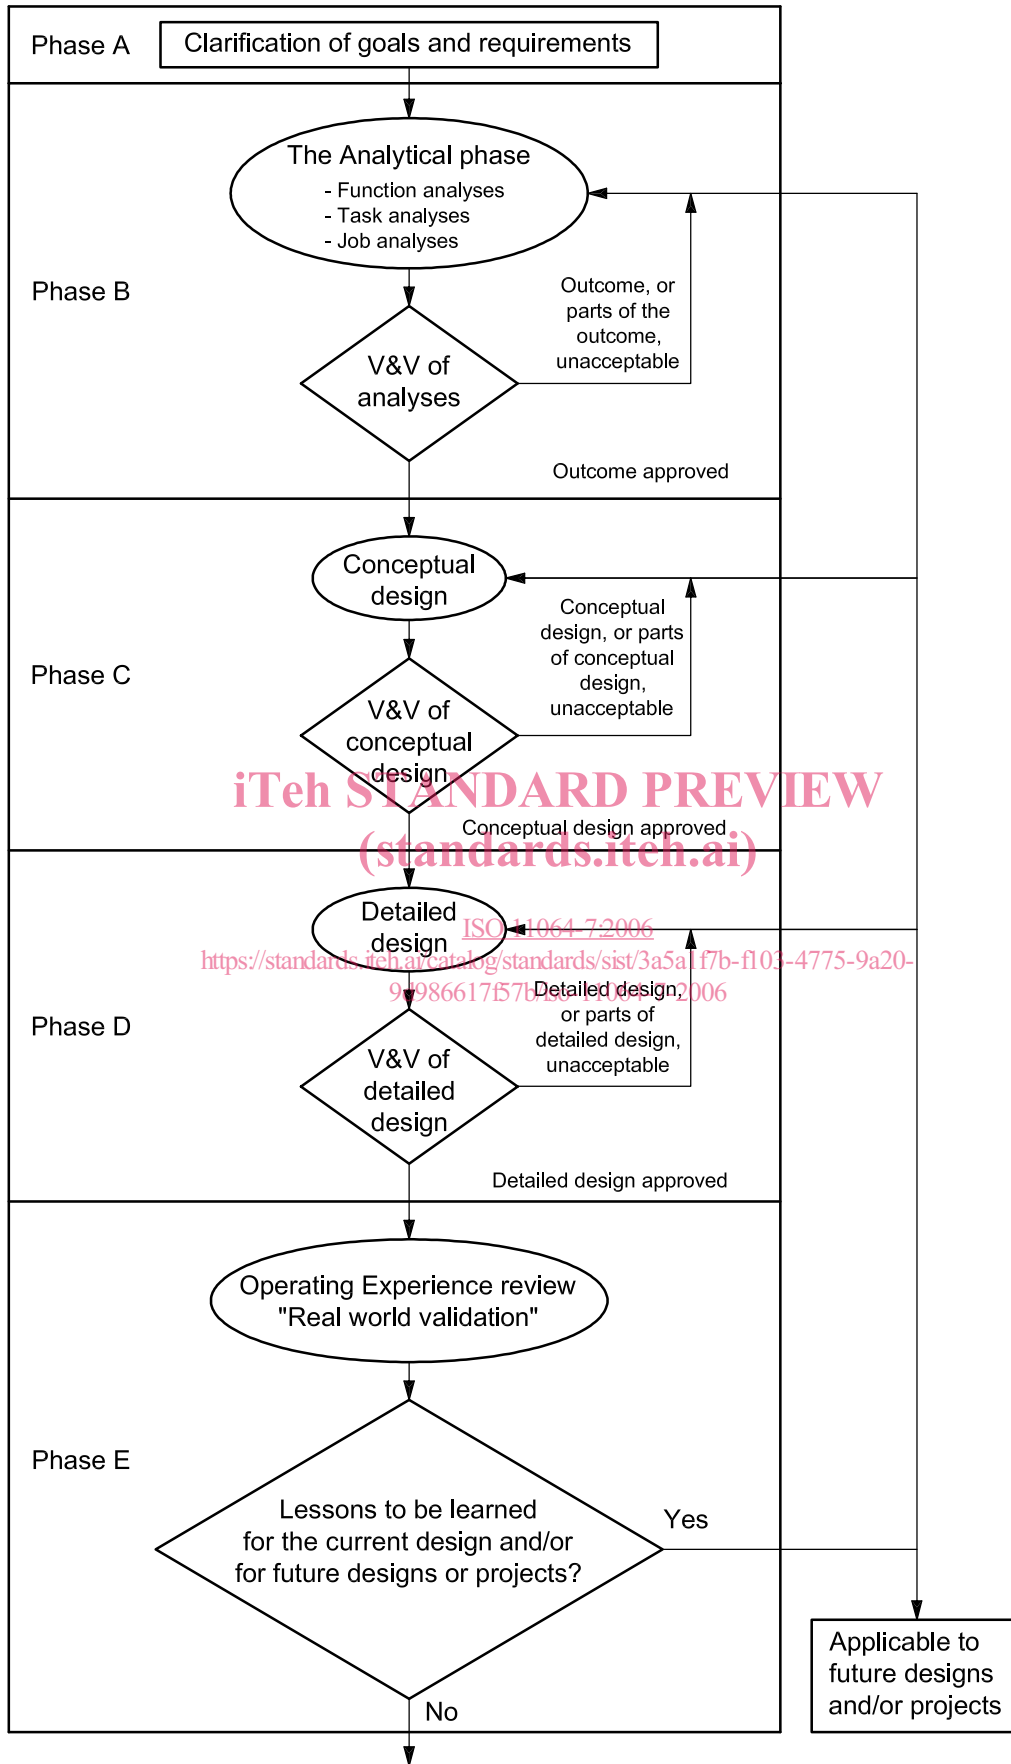 Phase A
Clarification of goals and requirements
The Analytical phase
- Function analyses
- Task analyses
- Job analyses
Phase B
Outcome, or
parts of the
outcome,
unacceptable
V&V of
analyses
Outcome approved
Conceptual
design
Conceptual
design, or parts
of conceptual
design,
unacceptable
Phase C
V&V of
conceptual
design
iTeh STANDARD PREVIEW
Conceptual design approved
(standards.iteh.ai)
Detailed
design
ISO 11064-7:2006
https://standards.iteh.ai/catalog/standards/sist/3a5a1f7b-f103-4775-9a20-
9d986617f57b/iso-11064-7-2006
Detailed design,
or parts of
detailed design,
unacceptable
Phase D
V&V of
detailed
design
Detailed design approved
Operating Experience review
"Real world validation"
Phase E
Lessons to be learned
for the current design and/or
for future designs or projects?
Yes
Applicable to
future designs
and/or projects
No